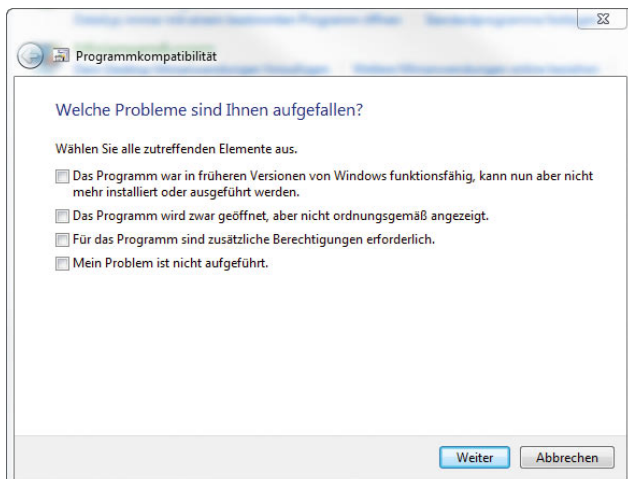 Programmkompatibilität
Welche Probleme sind Ihnen aufgefallen?
Wählen Sie alle zutreffenden Elemente aus.
Das Programm war in früheren Versionen von Windows funktionsfähig, kann nun aber nicht
mehr installiert oder ausgeführt werden.
Das Programm wird zwar geöffnet, aber nicht ordnungsgemäß angezeigt.
Für das Programm sind zusätzliche Berechtigungen erforderlich.
Mein Problem ist nicht aufgeführt.
Weiter
Abbrechen